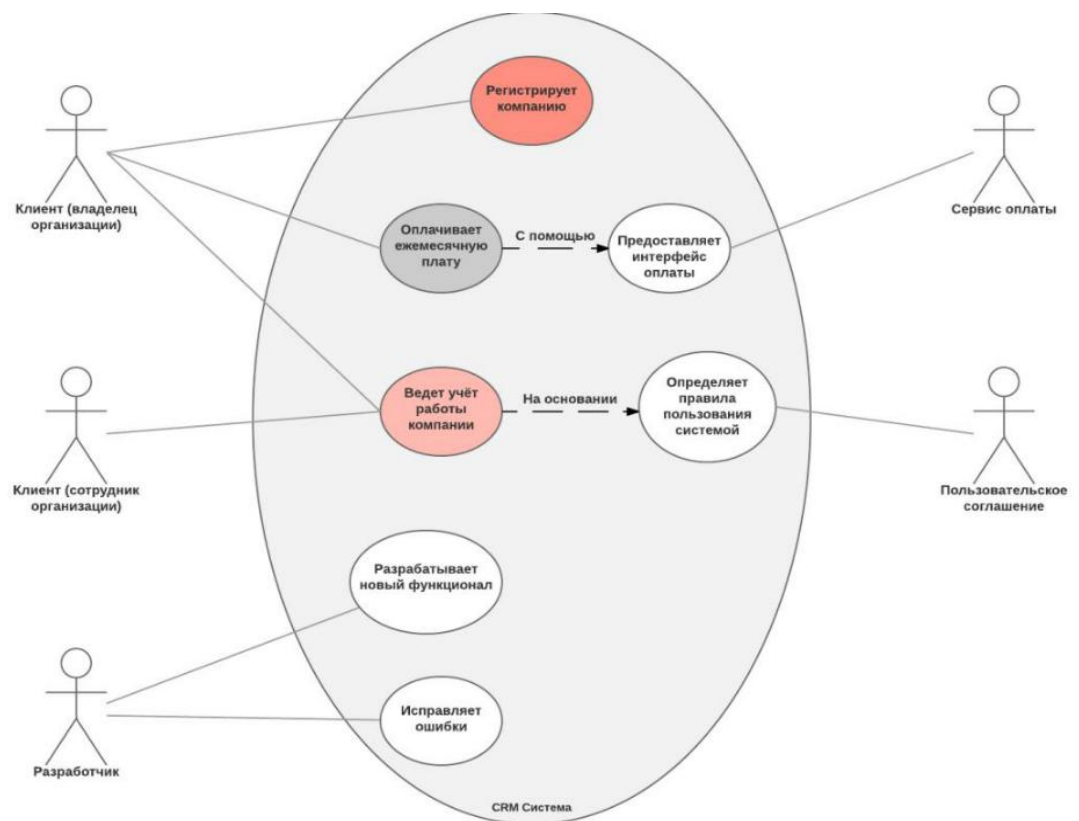 Регистрирует
компанию
Клиент (владелец
организации)
Сервис оплаты
Оплачивает
ежемесячную
плату
С помощью
Предоставляет
интерфейс
оплаты
Ведет учёт
работы
компании
На основании
Определяет
правила
пользования
системой
Клиент (сотрудник
организации)
Пользовательское
соглашение
Разрабатывает
новый функционал
Исправляет
ошибки
Разработчик
CRM Система